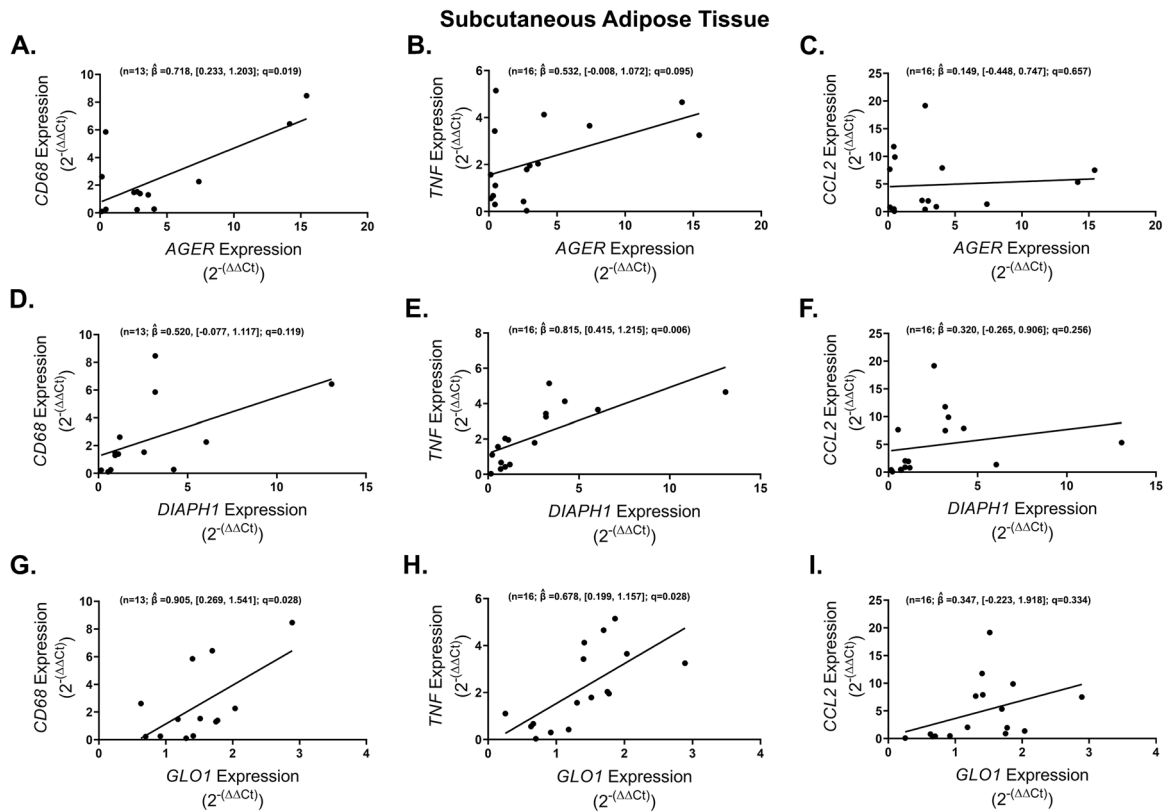 Subcutaneous Adipose Tissue
A.
(n=13; β̂ =0.718, [0.233, 1.203]; q=0.019)
CD68 Expression
(2-(ΔΔCt))
10
8
6
4
2
0
0 5 10 15 20
AGER Expression
(2-(ΔΔCt))
B.
(n=16; β̂ =0.532, [-0.008, 1.072]; q=0.095)
TNF Expression
(2-(ΔΔCt))
6
4
2
0
0 5 10 15 20
AGER Expression
(2-(ΔΔCt))
C.
(n=16; β̂ =0.149, [-0.448, 0.747]; q=0.657)
CCL2 Expression
(2-(ΔΔCt))
25
20
15
10
5
0
0 5 10 15 20
AGER Expression
(2-(ΔΔCt))
D.
(n=13; β̂ =0.520, [-0.077, 1.117]; q=0.119)
CD68 Expression
(2-(ΔΔCt))
10
8
6
4
2
0
0 5 10 15
DIAPH1 Expression
(2-(ΔΔCt))
E.
(n=16; β̂ =0.815, [0.415, 1.215]; q=0.006)
TNF Expression
(2-(ΔΔCt))
8
6
4
2
0
0 5 10 15
DIAPH1 Expression
(2-(ΔΔCt))
F.
(n=16; β̂ =0.320, [-0.265, 0.906]; q=0.256)
CCL2 Expression
(2-(ΔΔCt))
25
20
15
10
5
0
0 5 10 15
DIAPH1 Expression
(2-(ΔΔCt))
G.
(n=13; β̂ =0.905, [0.269, 1.541]; q=0.028)
CD68 Expression
(2-(ΔΔCt))
10
8
6
4
2
0
0 1 2 3 4
GLO1 Expression
(2-(ΔΔCt))
H.
(n=16; β̂ =0.678, [0.199, 1.157]; q=0.028)
TNF Expression
(2-(ΔΔCt))
6
4
2
0
0 1 2 3 4
GLO1 Expression
(2-(ΔΔCt))
I.
(n=16; β̂ =0.347, [-0.223, 1.918]; q=0.334)
CCL2 Expression
(2-(ΔΔCt))
25
20
15
10
5
0
0 1 2 3 4
GLO1 Expression
(2-(ΔΔCt))